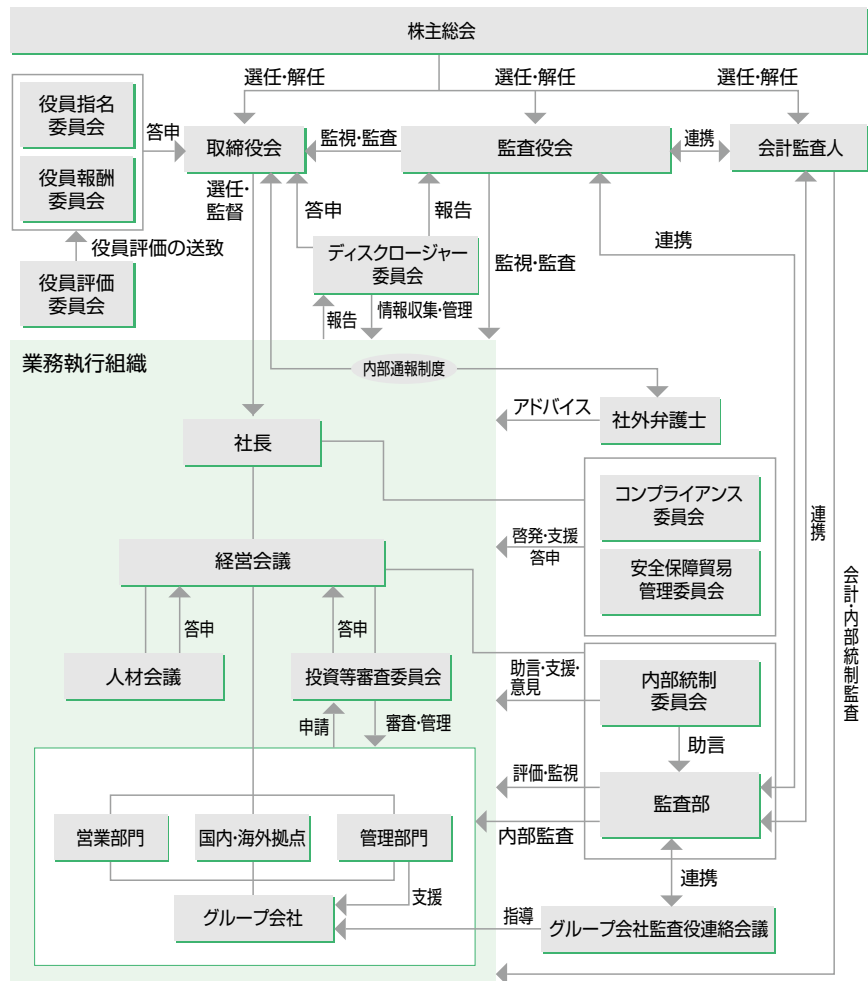 株主総会
選任・解任
選任・解任
選任・解任
役員指名
委員会
役員報酬
委員会
答申
取締役会
監視・監査
監査役会
連携
会計監査人
選任・
監督
答申
報告
連携
役員評価の送致
役員評価
委員会
ディスクロージャー
委員会
監視・監査
報告
情報収集・管理
業務執行組織
内部通報制度
アドバイス
社外弁護士
社長
コンプライアンス
委員会
啓発・支援
答申
安全保障貿易
管理委員会
連携
会計・内部統制監査
経営会議
答申
答申
人材会議
投資等審査委員会
助言・支援・
意見
内部統制
委員会
申請
審査・管理
助言
評価・監視
監査部
内部監査
営業部門
国内・海外拠点
管理部門
支援
連携
グループ会社
指導
グループ会社監査役連絡会議